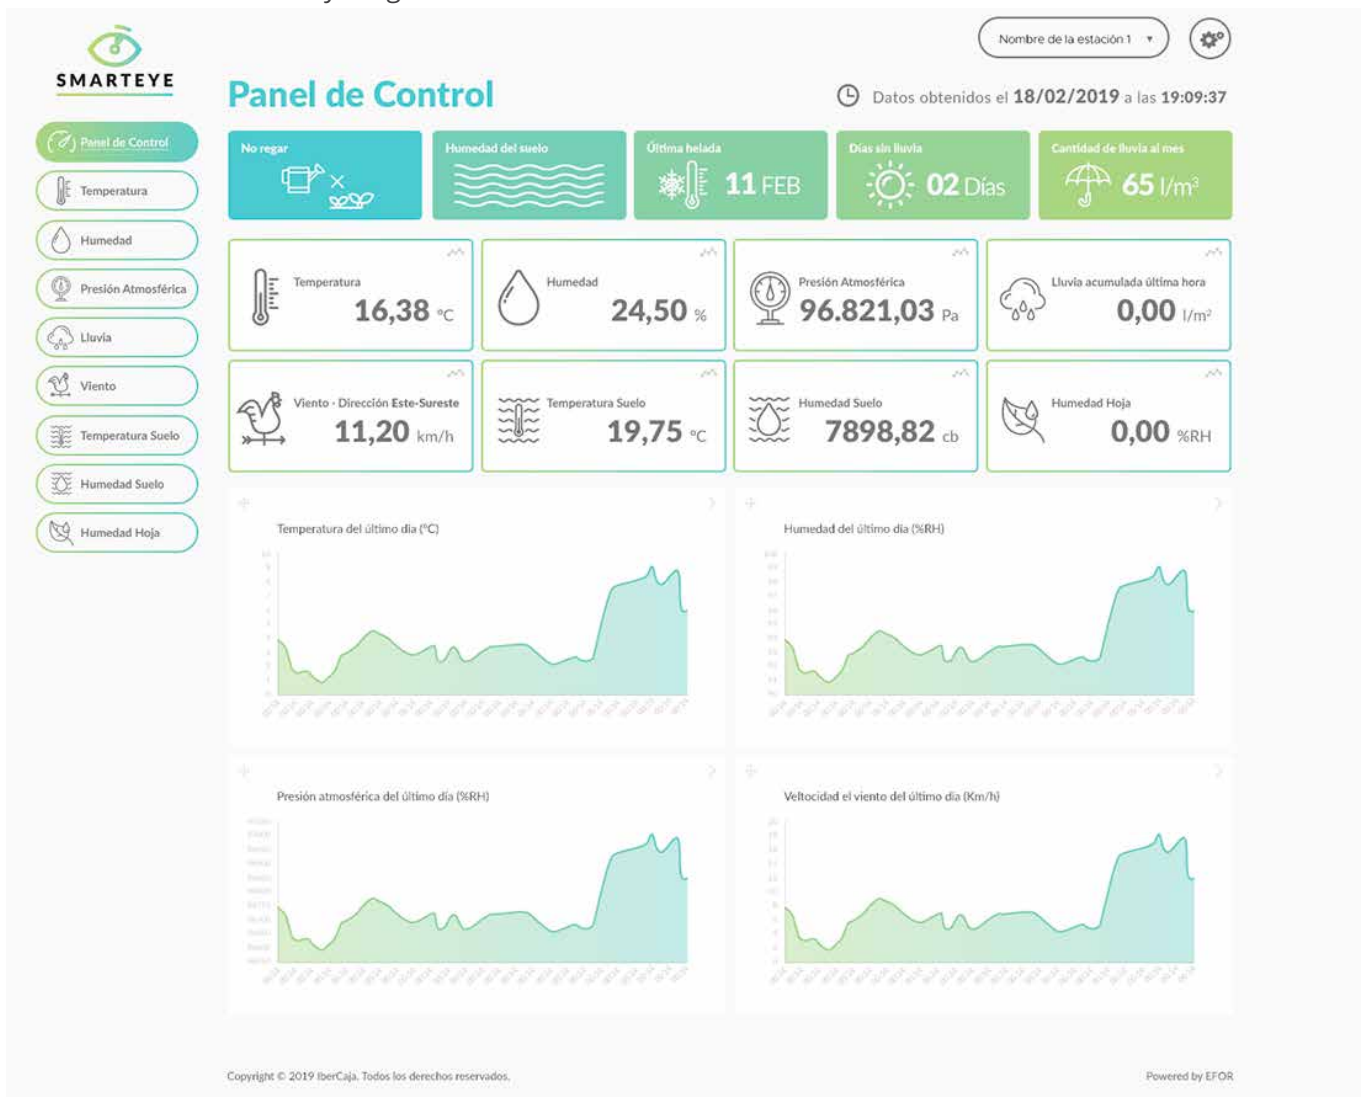 Nombre de la estación 1
SMARTEYE
Panel de Control
Datos obtenidos el 18/02/2019 a las 19:09:37
Panel de Control
Temperatura
Humedad
Presión Atmosférica
Lluvia
Viento
Temperatura Suelo
Humedad Suelo
Humedad Hoja
No regar
Humedad del suelo
Última helada
11 FEB
Días sin lluvia
02 Días
Cantidad de lluvia al mes
65 l/m²
Temperatura
16,38 °C
Humedad
24,50 %
Presión Atmosférica
96.821,03 Pa
Lluvia acumulada última hora
0,00 l/m²
Viento - Dirección Este-Sureste
11,20 km/h
Temperatura Suelo
19,75 °C
Humedad Suelo
7898,82 cb
Humedad Hoja
0,00 %RH
Temperatura del último día (°C)
Humedad del último día (%RH)
Presión atmosférica del último día (%RH)
Veltocidad el viento del último día (Km/h)
Copyright © 2019 IberCaja. Todos los derechos reservados.
Powered by EFOR